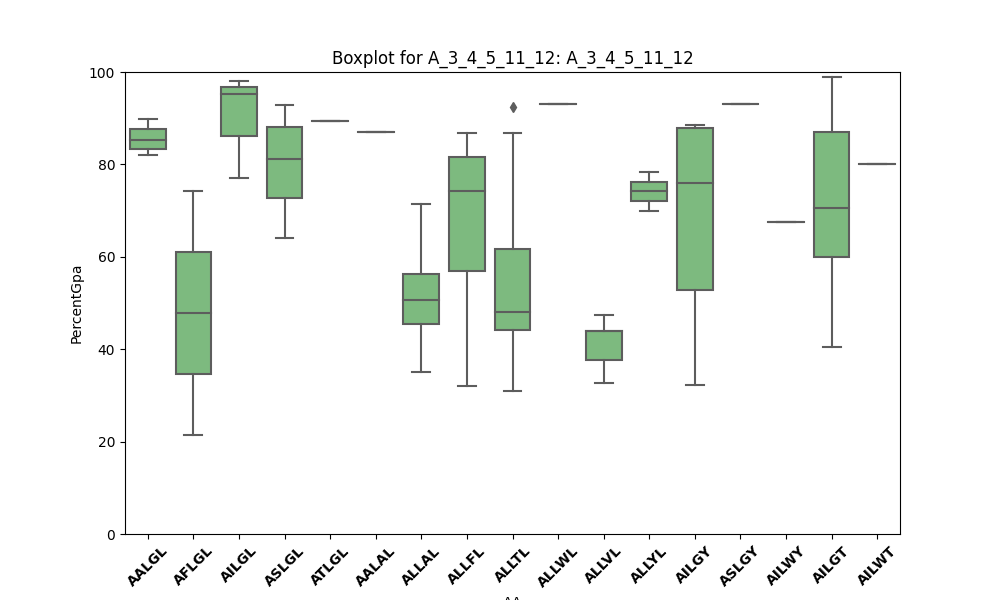 Boxplot for A_3_4_5_11_12: A_3_4_5_11_12
100
80
60
40
20
0
PercentGpa
AALGL AFLGL AILGL ASLGL ATLGL AALAL ALLAL ALLFL ALLTL ALLWL ALLVL ALLYL AILGY ASLGY AILWY AILGT AILWT